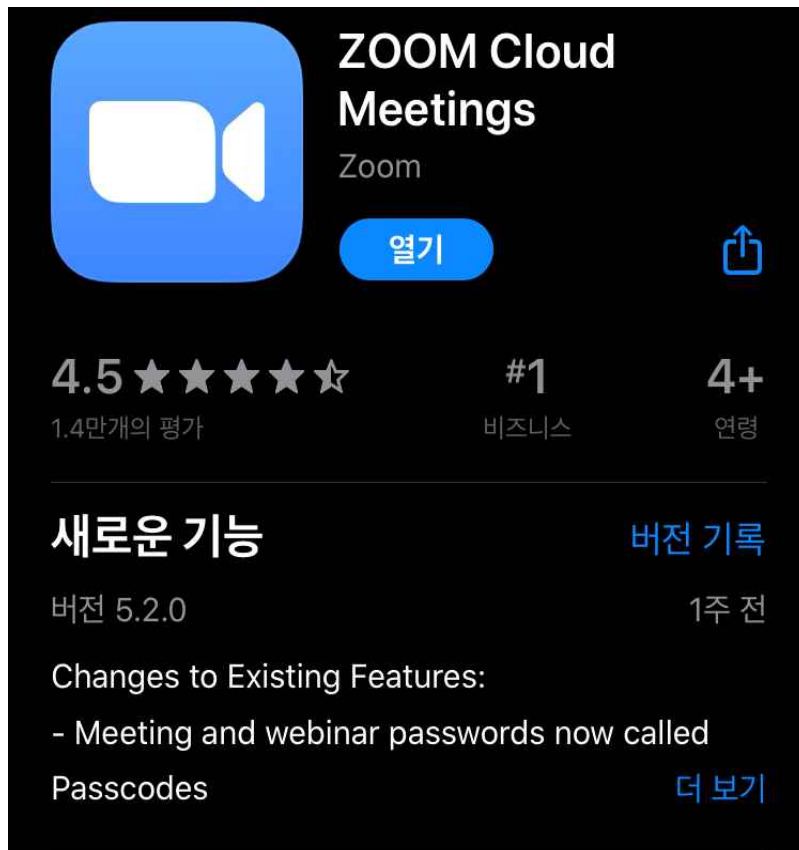 ZOOM Cloud
Meetings
Zoom
열기
4.5
#1
4+
1.4만개의 평가
비즈니스
연령
새로운 기능
버전 기록
버전 5.2.0
1주 전
Changes to Existing Features:
- Meeting and webinar passwords now called
Passcodes
더 보기